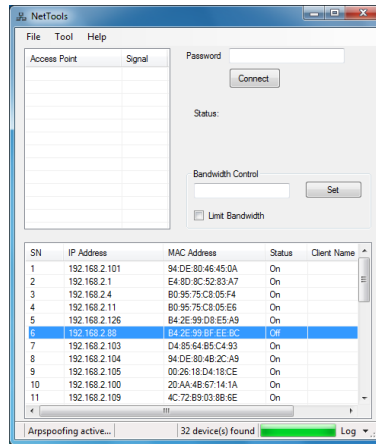 NetTools
File Tool Help
Access Point Signal
Password
Connect
Status:
Bandwidth Control
Set
Limit Bandwidth
SN IP Address MAC Address Status Client Name
1 192.168.2.101 94:DE:80:46:45:0A On
2 192.168.2.1 E4:8D:8C:52:83:A7 On
3 192.168.2.4 B0:95:75:C8:05:F4 On
4 192.168.2.11 B0:95:75:C8:05:E6 On
5 192.168.2.126 B4:2E:99:D8:E5:A9 On
6 192.168.2.88 B4:2E:99:BF:EE:BC Off
7 192.168.2.103 D4:85:64:B5:C4:93 On
8 192.168.2.104 94:DE:80:4B:2C:A9 On
9 192.168.2.105 00:26:18:D4:18:CE On
10 192.168.2.100 20:AA:4B:67:14:1A On
11 192.168.2.109 4C:72:B9:03:8B:6E On
Arpspoofing active... 32 device(s) found Log